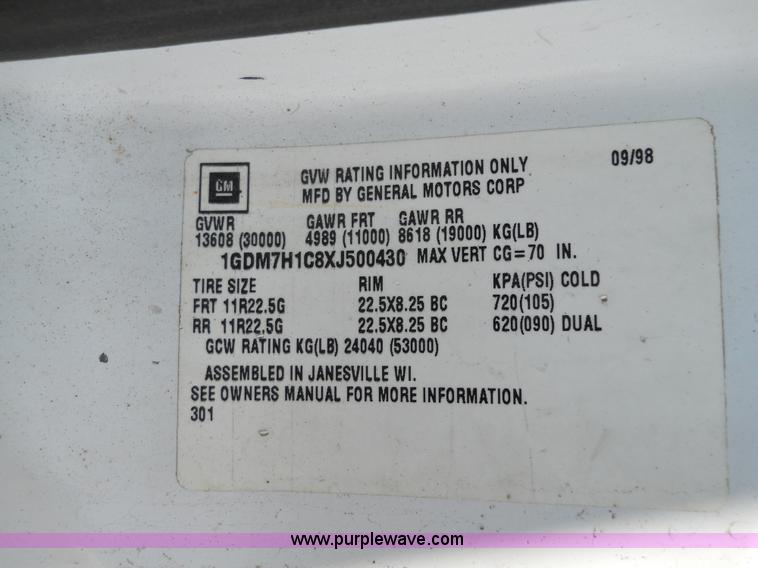 GM
GVW RATING INFORMATION ONLY 09/98
MFD BY GENERAL MOTORS CORP
GVWR GAWR FRT GAWR RR
13608 (30000) 4989 (11000) 8618 (19000) KG(LB)
1GDM7H1C8XJ500430 MAX VERT CG=70 IN.
TIRE SIZE RIM KPA(PSI) COLD
FRT 11R22.5G 22.5X8.25 BC 720(105)
RR 11R22.5G 22.5X8.25 BC 620(090) DUAL
GCW RATING KG(LB) 24040 (53000)
ASSEMBLED IN JANESVILLE WI.
SEE OWNERS MANUAL FOR MORE INFORMATION.
301
www.purplewave.com